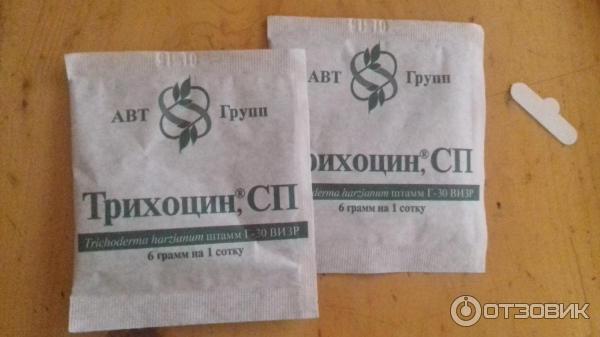 АВТ Групп
Трихоцин,® СП
Trichoderma harzianum штамм Г-30 ВИЗР
6 грамм на 1 сотку
АВТ Групп
рихоцин,® СП
derma harzianum штамм Г-30 ВИЗР
6 грамм на 1 сотку
ОТЗОВИК